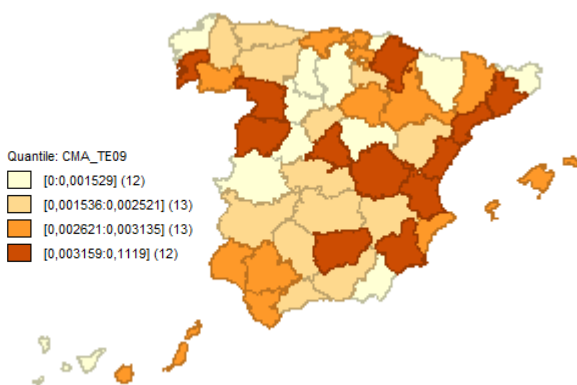 Quantile: CMA_TE09
[0:0,001529] (12)
[0,001536:0,002521] (13)
[0,002621:0,003135] (13)
[0,003159:0,1119] (12)